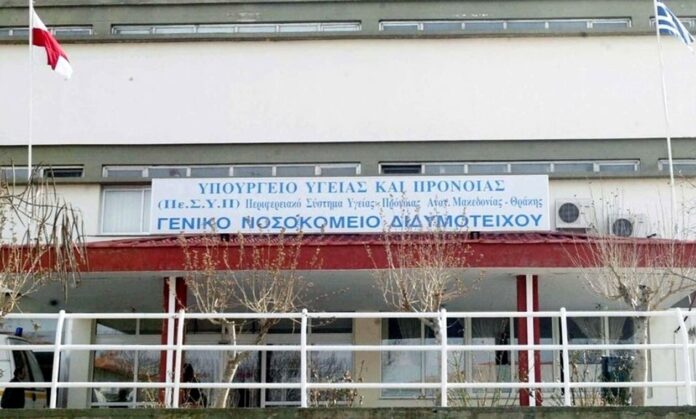 ΥΠΟΥΡΓΕΙΟ ΥΓΕΙΑΣ ΚΑΙ ΠΡΟΝΟΙΑΣ
(Πε.Σ.Υ.Π) Περιφερειακό Σύστημα Υγείας - Πρόνοιας Ανατ. Μακεδονίας - Θράκης
ΓΕΝΙΚΟ ΝΟΣΟΚΟΜΕΙΟ ΔΙΔΥΜΟΤΕΙΧΟΥ